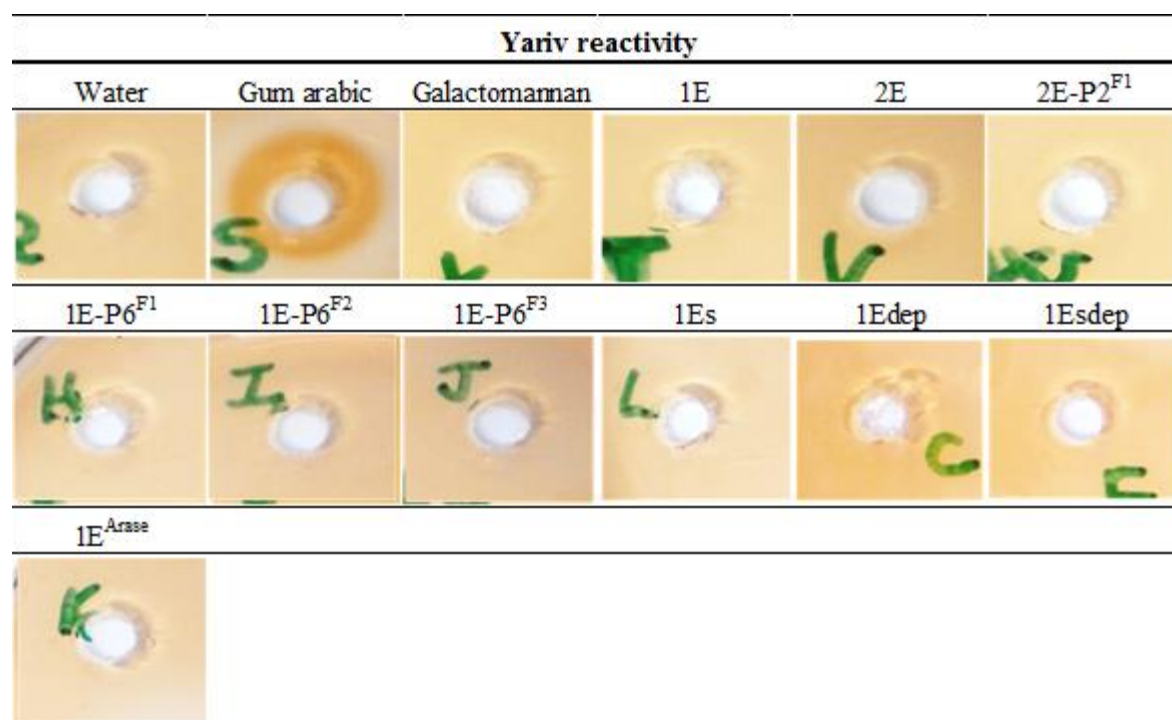 Yariv reactivity
Water Gum arabic Galactomannan 1E 2E 2E-P2F1
S T V
1E-P6F1 1E-P6F2 1E-P6F3 1Es 1Edep 1Esdep
H I J L C
1EArase
K